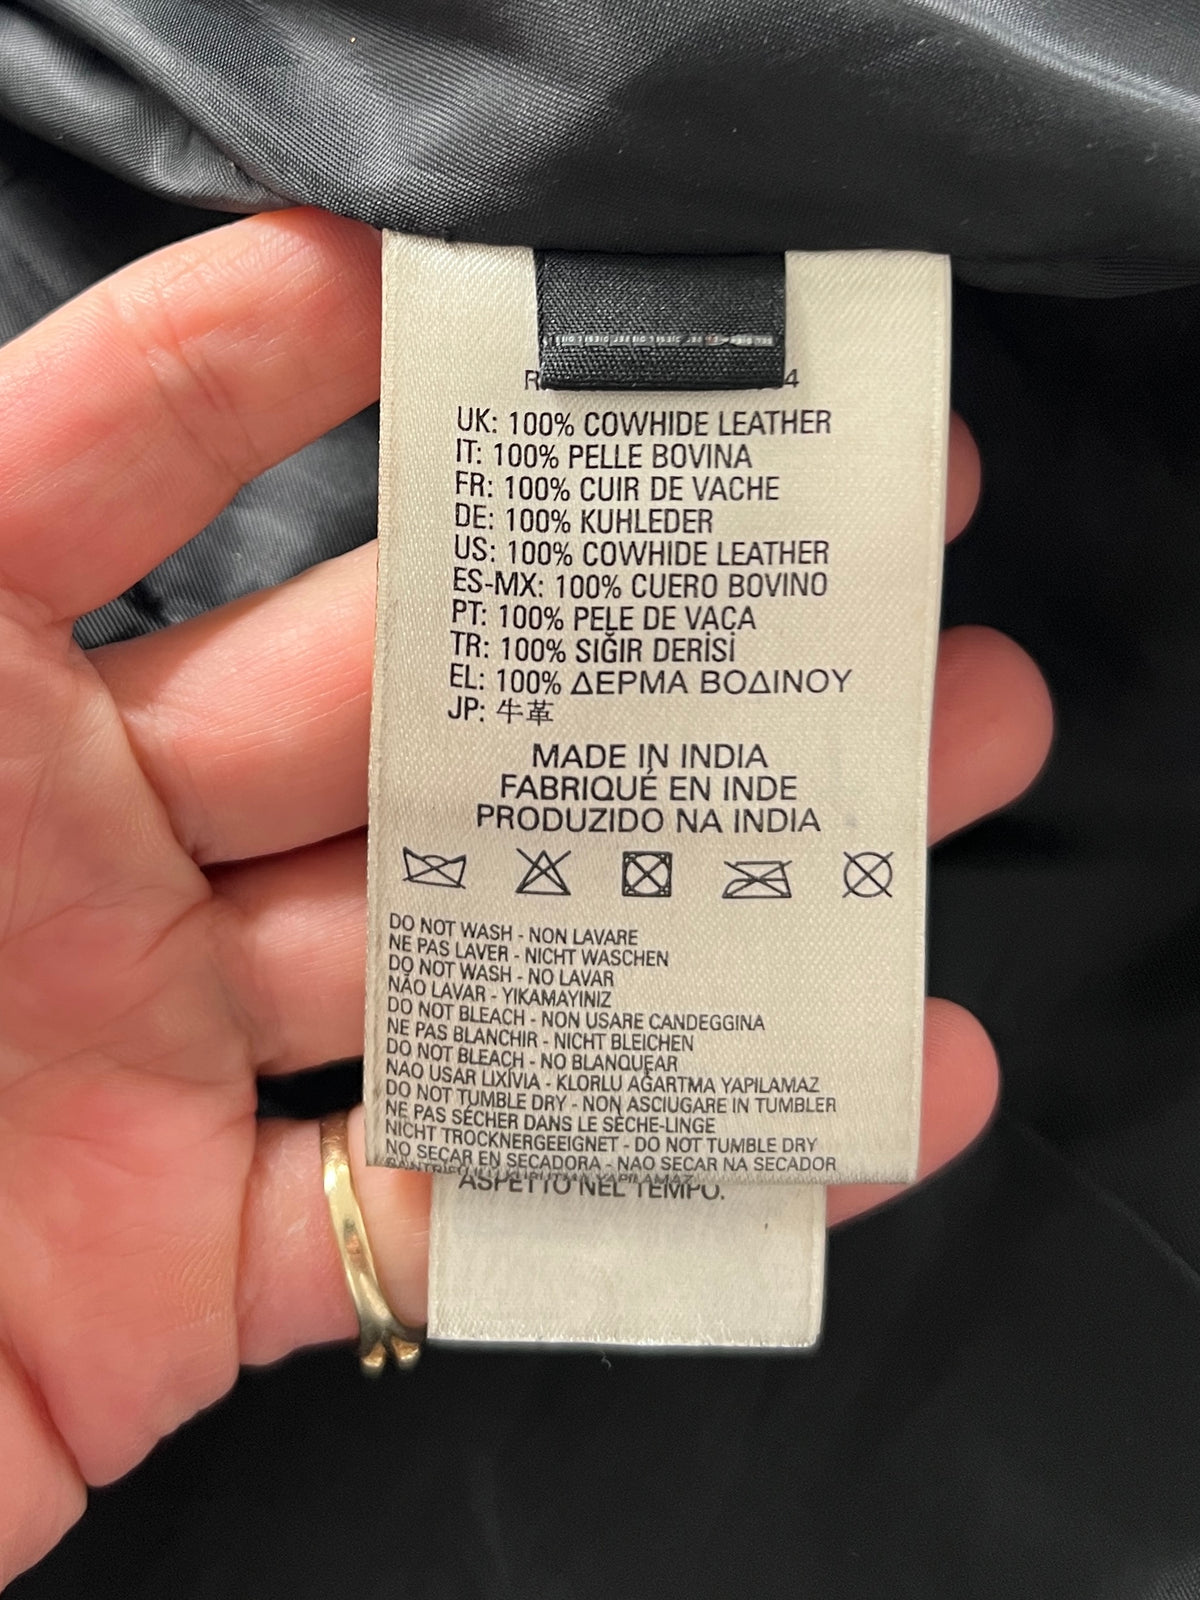 UK: 100% COWHIDE LEATHER
IT: 100% PELLE BOVINA
FR: 100% CUIR DE VACHE
DE: 100% KUHLEDER
US: 100% COWHIDE LEATHER
ES-MX: 100% CUERO BOVINO
PT: 100% PELE DE VACA
TR: 100% SIĞIR DERİSİ
EL: 100% ΔΕΡΜΑ ΒΟΔΙΝΟΥ
JP: 牛革
MADE IN INDIA
FABRIQUÉ EN INDE
PRODUZIDO NA INDIA
DO NOT WASH - NON LAVARE
NE PAS LAVER - NICHT WASCHEN
DO NOT WASH - NO LAVAR
NÃO LAVAR - YIKAMAYINIZ
DO NOT BLEACH - NON USARE CANDEGGINA
NE PAS BLANCHIR - NICHT BLEICHEN
DO NOT BLEACH - NO BLANQUEAR
NAO USAR LIXÍVIA - KLORLU AĞARTMA YAPILAMAZ
DO NOT TUMBLE DRY - NON ASCIUGARE IN TUMBLER
NE PAS SÉCHER DANS LE SÈCHE-LINGE
NICHT TROCKNERGEEIGNET - DO NOT TUMBLE DRY
NO SECAR EN SECADORA - NAO SECAR NA SECADOR
ASPETTO NEL TEMPO.